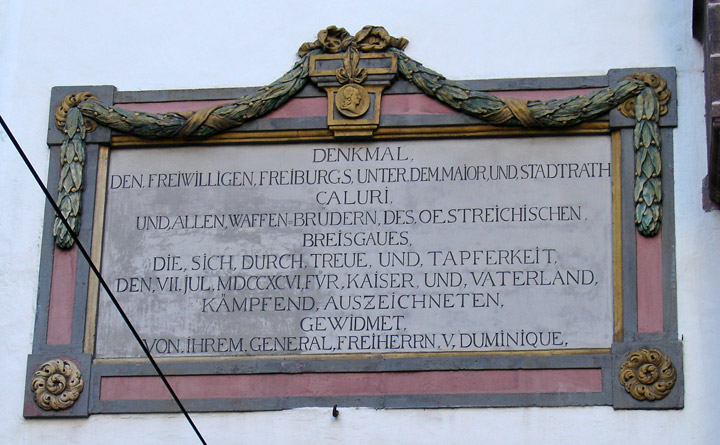 DENKMAL,
DEN, FREIWILLIGEN, FREIBURGS, UNTER, DEM, MAIOR, UND, STADTRATH
CALURI,
UND, ALLEN, WAFFEN-BRÜDERN, DES, OESTREICHISCHEN,
BREISGAUES,
DIE, SICH, DURCH, TREUE, UND, TAPFERKEIT,
DEN, VII. JUL, MDCCXCVI, FVR, KAISER, UND, VATERLAND,
KÄMPFEND, AUSZEICHNETEN,
GEWIDMET,
VON, IHREM, GENERAL, FREIHERRN, V, DUMINIQUE,